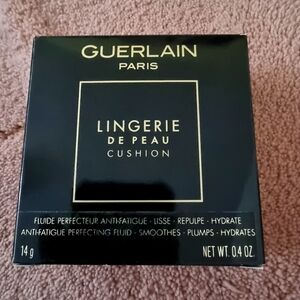 GUERLAIN
PARIS
LINGERIE
DE PEAU
CUSHION
FLUIDE PERFECTEUR ANTI-FATIGUE · LISSE · REPULPE · HYDRATE
ANTI-FATIGUE PERFECTING FLUID · SMOOTHES · PLUMPS · HYDRATES
14 g NET WT. 0.4 OZ.